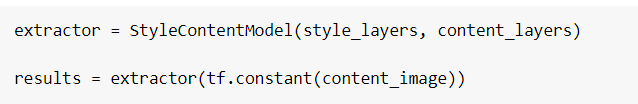 extractor = StyleContentModel(style_layers, content_layers)
results = extractor(tf.constant(content_image))